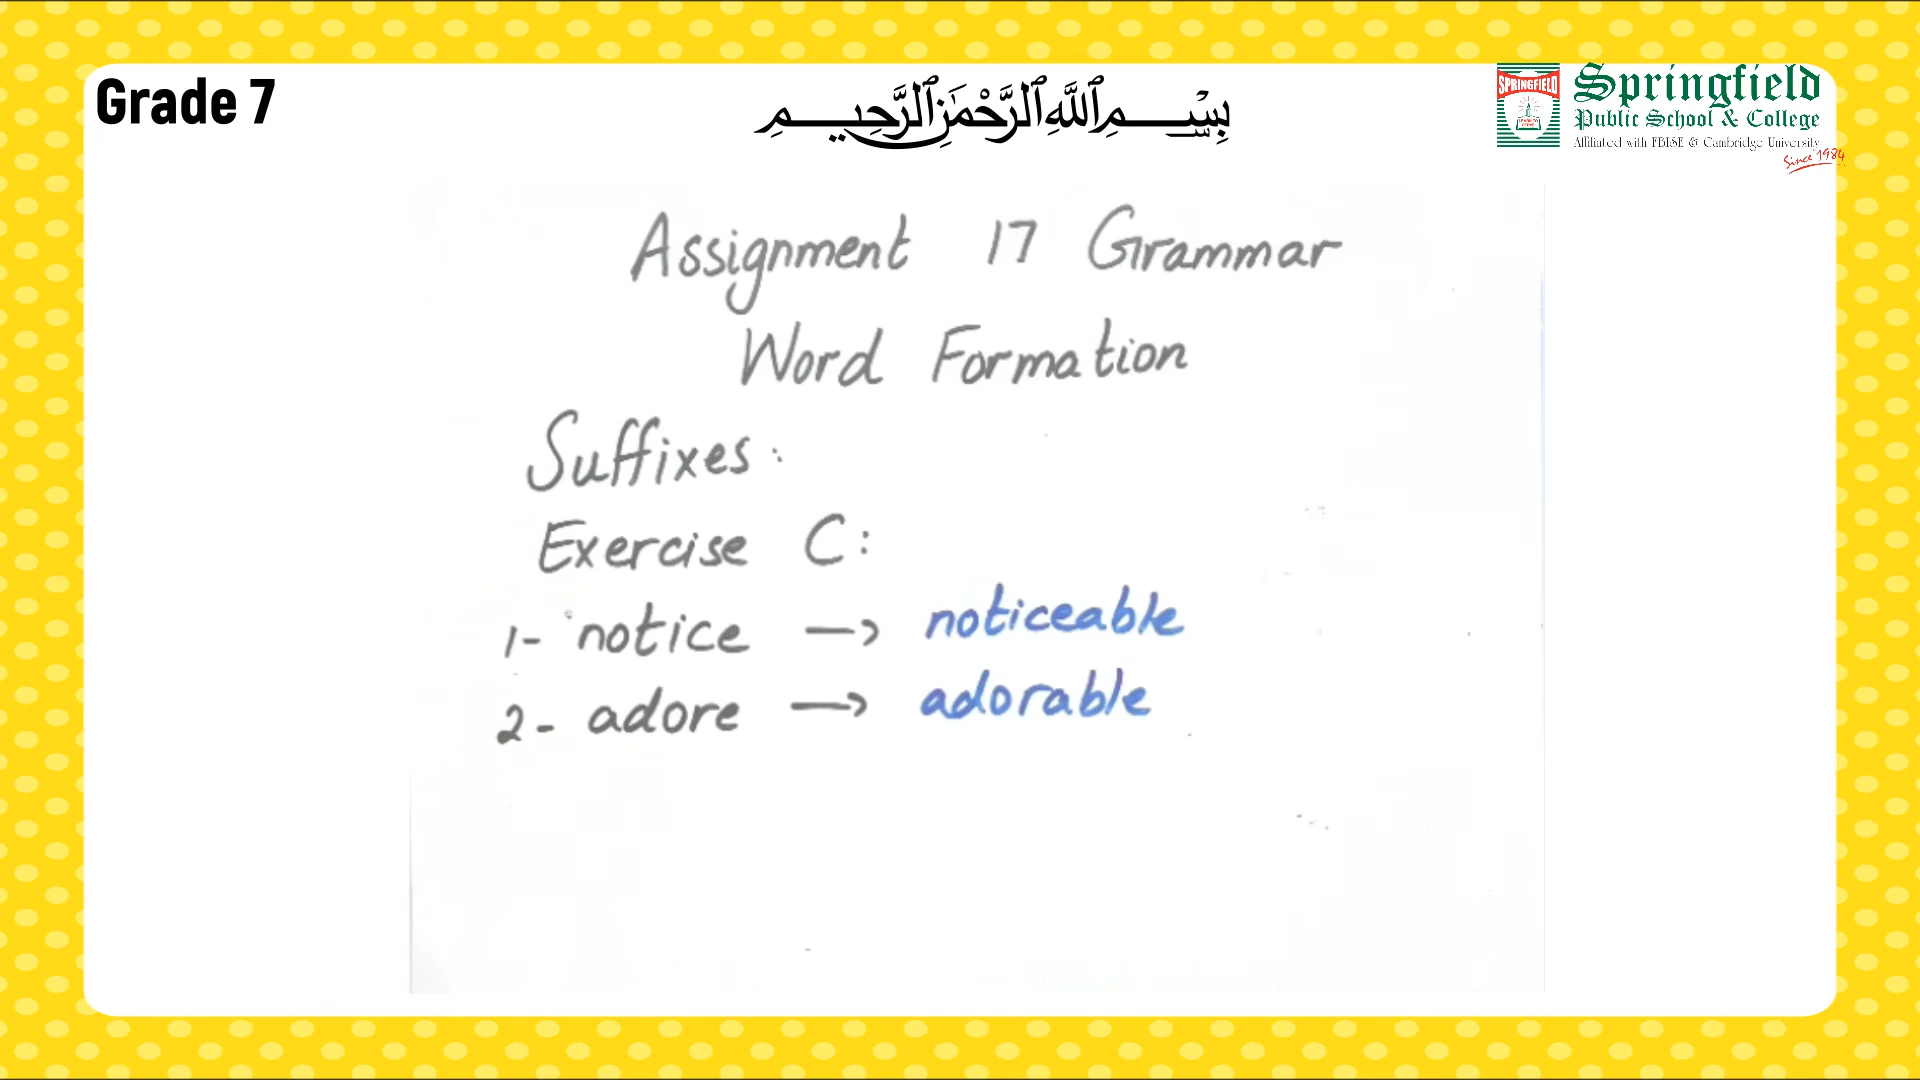 Grade 7
بِسْمِ ٱللَّهِ ٱلرَّحْمَٰنِ ٱلرَّحِيمِ
SPRINGFIELD
Springfield
Public School & College
Affiliated with FBISE & Cambridge University
Since 1984
Assignment 17 Grammar
Word Formation
Suffixes:
Exercise C:
1- notice → noticeable
2- adore → adorable